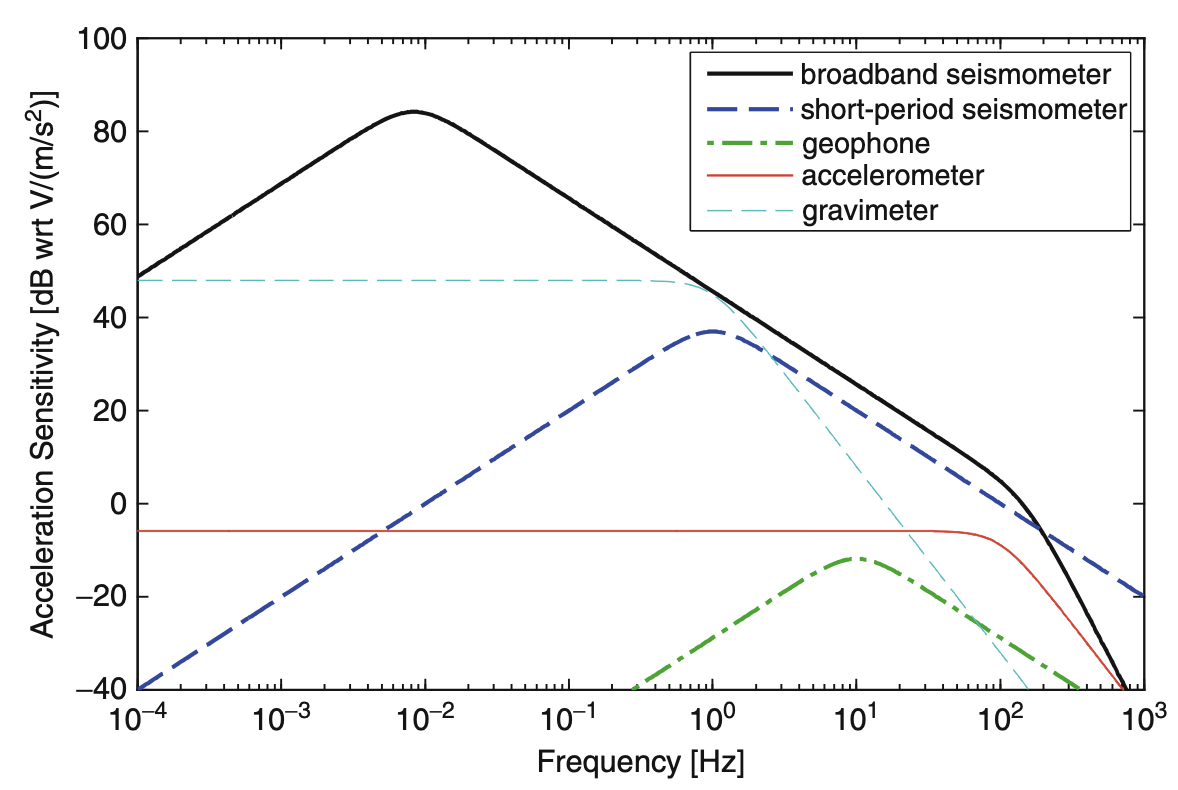 100
80
60
40
20
0
−20
−40
Acceleration Sensitivity [dB wrt V/(m/s²)]
broadband seismometer
short-period seismometer
geophone
accelerometer
gravimeter
10⁻⁴ 10⁻³ 10⁻² 10⁻¹ 10⁰ 10¹ 10² 10³
Frequency [Hz]